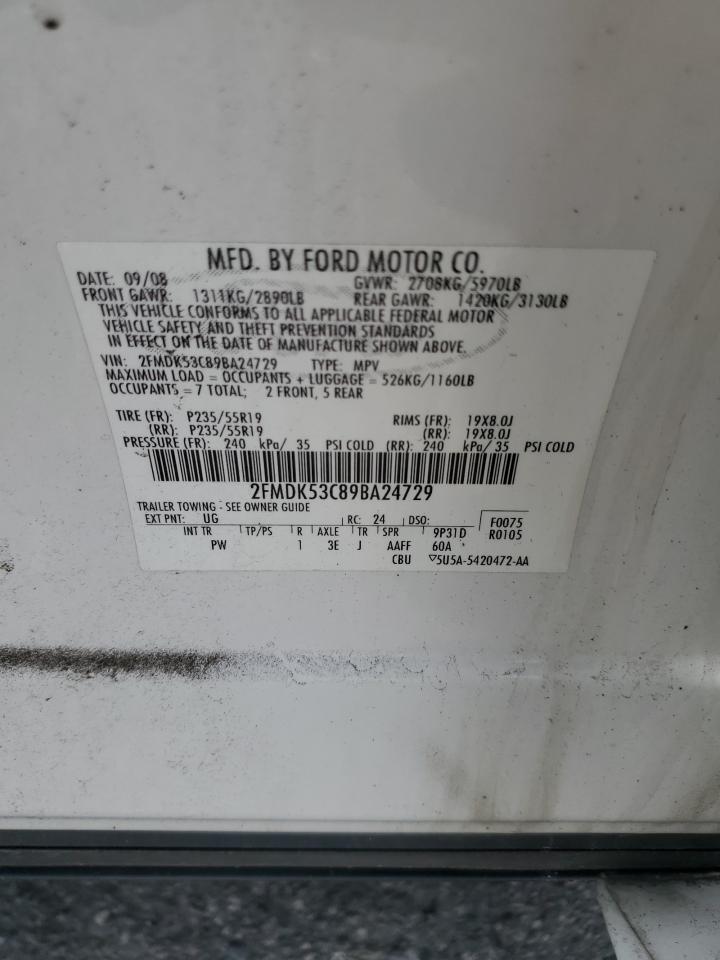 MFD. BY FORD MOTOR CO.
DATE: 09/08 GVWR: 2708KG/5970LB
FRONT GAWR: 1311KG/2890LB REAR GAWR: 1420KG/3130LB
THIS VEHICLE CONFORMS TO ALL APPLICABLE FEDERAL MOTOR
VEHICLE SAFETY AND THEFT PREVENTION STANDARDS
IN EFFECT ON THE DATE OF MANUFACTURE SHOWN ABOVE.
VIN: 2FMDK53C89BA24729 TYPE: MPV
MAXIMUM LOAD = OCCUPANTS + LUGGAGE = 526KG/1160LB
OCCUPANTS = 7 TOTAL; 2 FRONT, 5 REAR
TIRE (FR): P235/55R19 RIMS (FR): 19X8.0J
(RR): P235/55R19 (RR): 19X8.0J
PRESSURE (FR): 240 kPa/ 35 PSI COLD (RR): 240 kPa/ 35 PSI COLD
2FMDK53C89BA24729
TRAILER TOWING - SEE OWNER GUIDE
EXT PNT: UG RC: 24 DSO: F0075
INT TR TP/PS R AXLE TR SPR 9P31D R0105
PW 1 3E J AAFF 60A
CBU ▽5U5A-5420472-AA